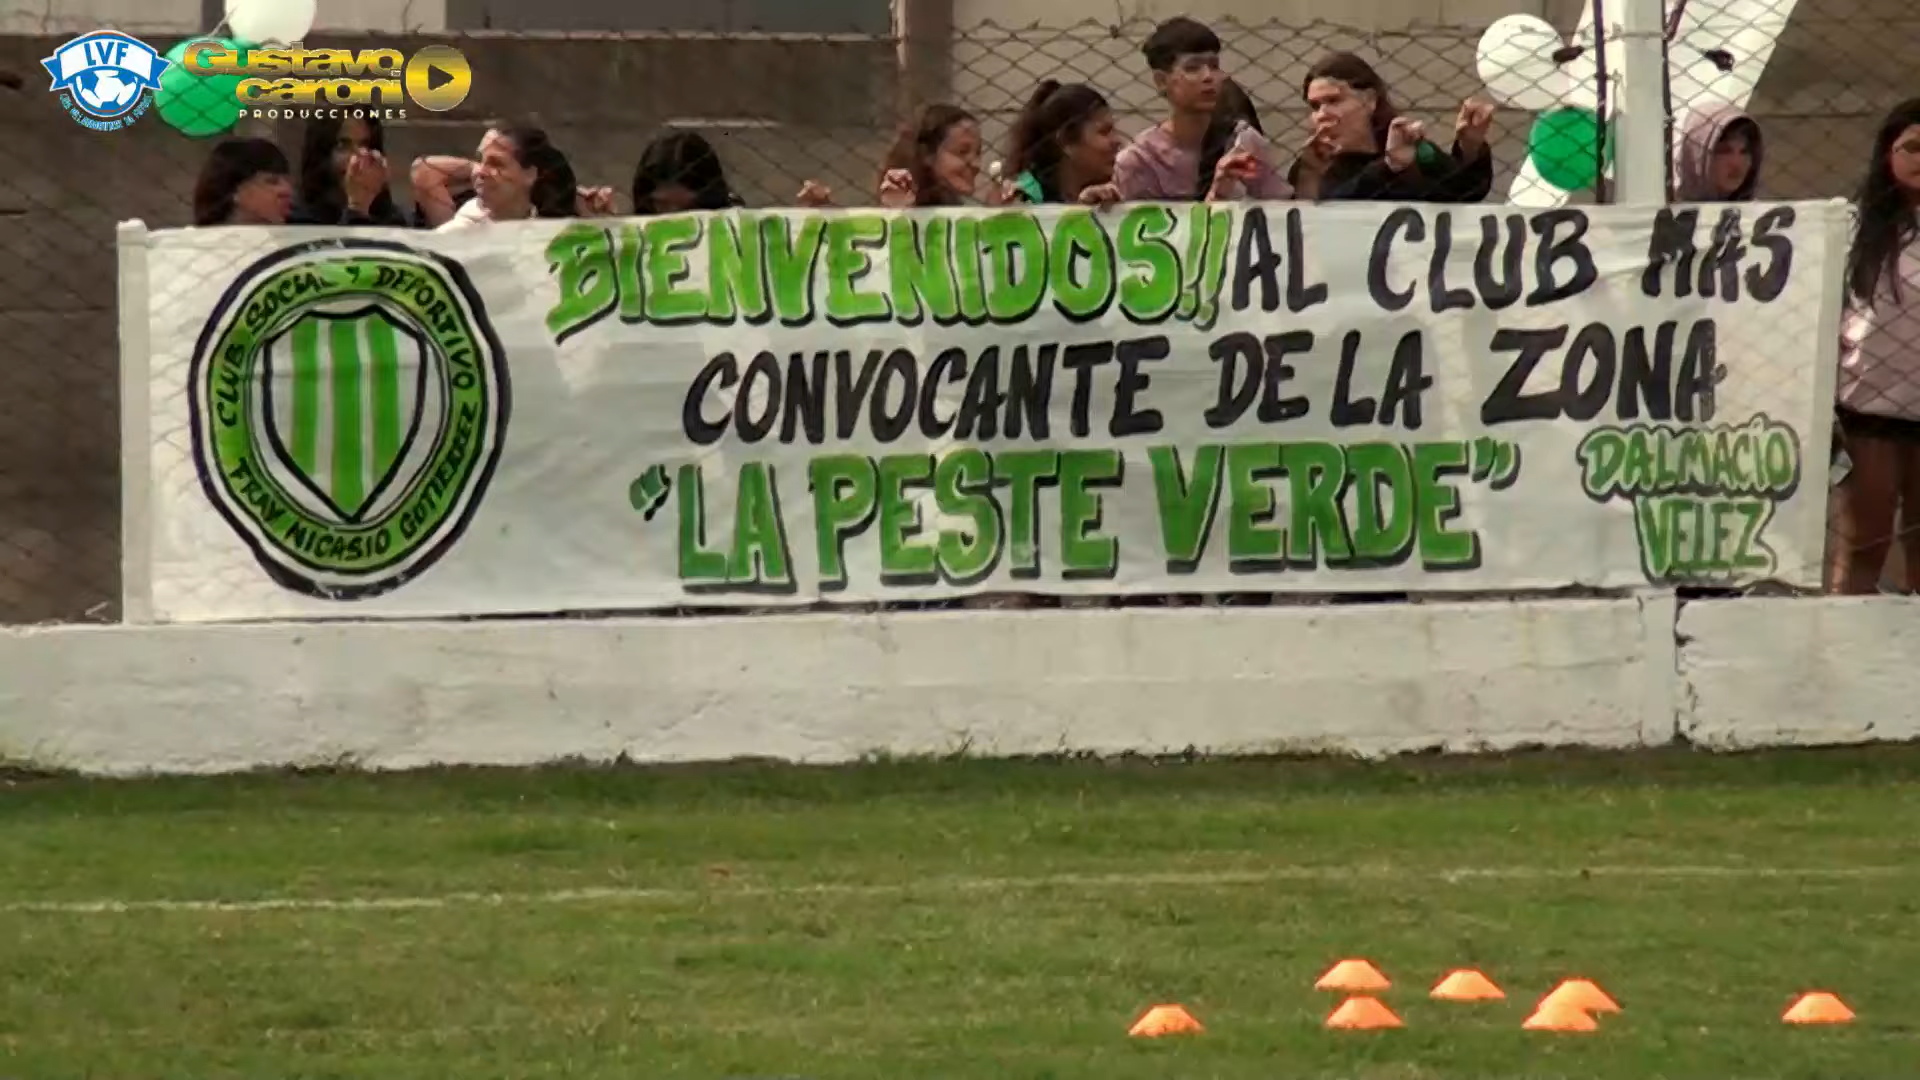 LVF
Gustavo
caroni
PRODUCCIONES
BIENVENIDOS!! AL CLUB MAS
CONVOCANTE DE LA ZONA
"LA PESTE VERDE"
DALMACIO
VELEZ
CLUB SOCIAL Y DEPORTIVO
FRAY NICASIO GUTIERREZ